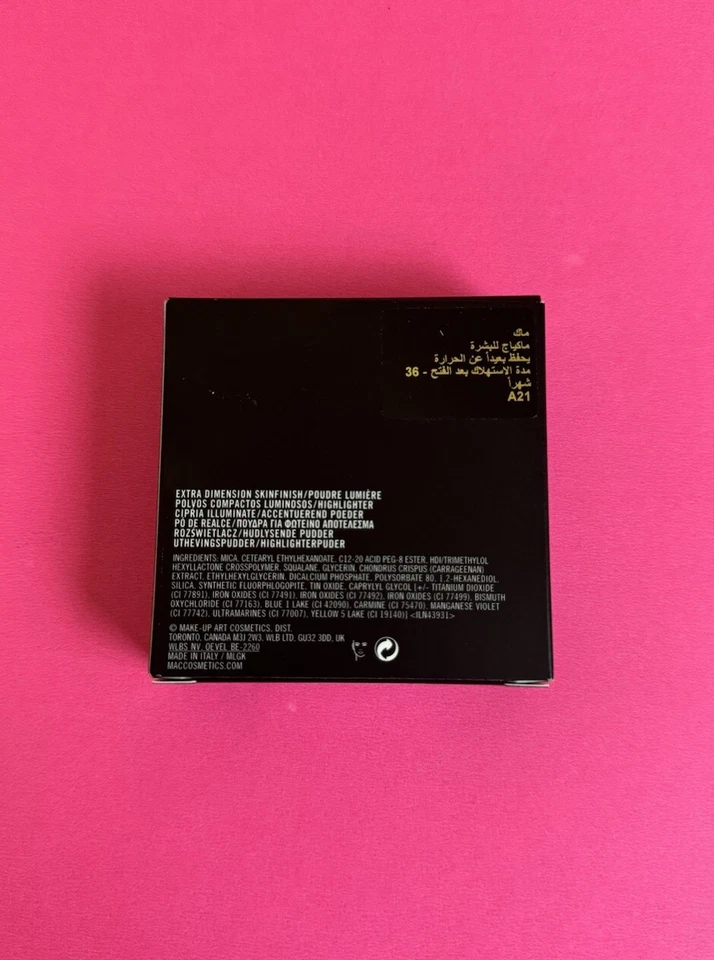 ماك
ماكياج للبشرة
يحفظ بعيداً عن الحرارة
مدة الاستهلاك بعد الفتح - 36
شهراً
A21
EXTRA DIMENSION SKINFINISH/POUDRE LUMIÈRE
POLVOS COMPACTOS LUMINOSOS/HIGHLIGHTER
CIPRIA ILLUMINATE/ACCENTUEREND POEDER
PÓ DE REALCE/ΠΟΥΔΡΑ ΓΙΑ ΦΩΤΕΙΝΟ ΑΠΟΤΕΛΕΣΜΑ
ROZŚWIETLACZ/HUDLYSENDE PUDDER
UTHEVINGSPUDDER/HIGHLIGHTERPUDER
INGREDIENTS: MICA, CETEARYL ETHYLHEXANOATE, C12-20 ACID PEG-8 ESTER, HDI/TRIMETHYLOL
HEXYLLACTONE CROSSPOLYMER, SQUALANE, GLYCERIN, CHONDRUS CRISPUS (CARRAGEENAN)
EXTRACT, ETHYLHEXYLGLYCERIN, DICALCIUM PHOSPHATE, POLYSORBATE 80, 1,2-HEXANEDIOL,
SILICA, SYNTHETIC FLUORPHLOGOPITE, TIN OXIDE, CAPRYLYL GLYCOL [+/- TITANIUM DIOXIDE
(CI 77891), IRON OXIDES (CI 77491), IRON OXIDES (CI 77492), IRON OXIDES (CI 77499), BISMUTH
OXYCHLORIDE (CI 77163), BLUE 1 LAKE (CI 42090), CARMINE (CI 75470), MANGANESE VIOLET
(CI 77742), ULTRAMARINES (CI 77007), YELLOW 5 LAKE (CI 19140)] <ILN43931>
© MAKE-UP ART COSMETICS, DIST.
TORONTO, CANADA M3J 2W3. WLB LTD, GU32 3DD, UK
WLBS NV, OEVEL BE-2260
MADE IN ITALY / MLGK
MACCOSMETICS.COM